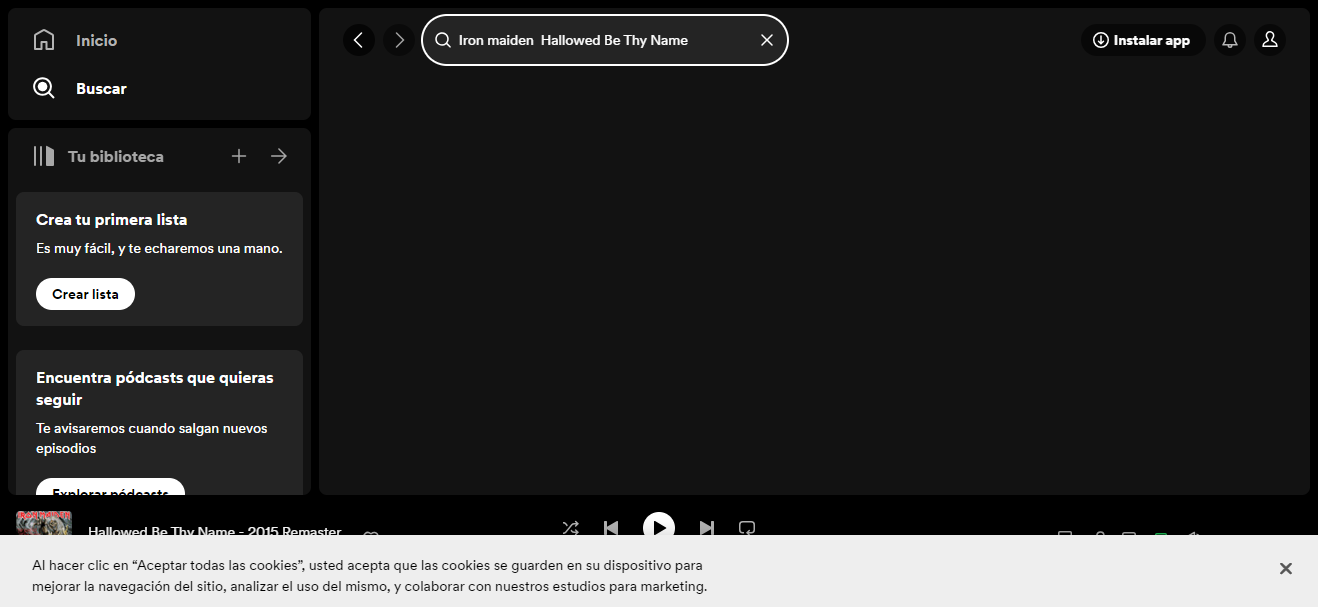 Inicio
Buscar
Tu biblioteca
Crea tu primera lista
Es muy fácil, y te echaremos una mano.
Crear lista
Encuentra pódcasts que quieras
seguir
Te avisaremos cuando salgan nuevos
episodios
Explorar pódcasts
Iron maiden  Hallowed Be Thy Name
Instalar app
IRON MAIDEN
Hallowed Be Thy Name - 2015 Remaster
Al hacer clic en “Aceptar todas las cookies”, usted acepta que las cookies se guarden en su dispositivo para
mejorar la navegación del sitio, analizar el uso del mismo, y colaborar con nuestros estudios para marketing.